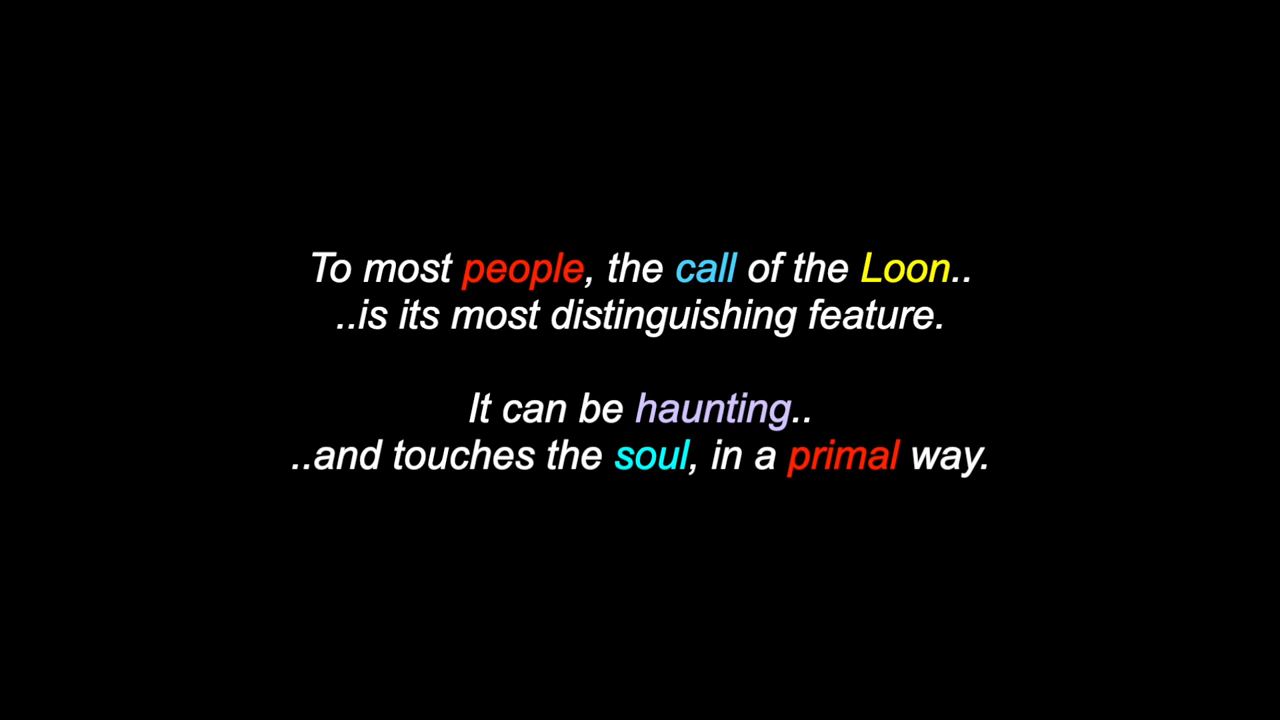 To most people, the call of the Loon..
..is its most distinguishing feature.
It can be haunting..
..and touches the soul, in a primal way.